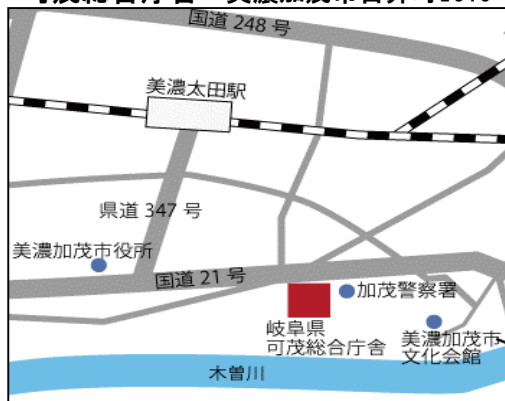 国道 248 号
美濃太田駅
県道 347 号
美濃加茂市役所
国道 21 号
加茂警察署
岐阜県
可茂総合庁舎
美濃加茂市
文化会館
木曽川